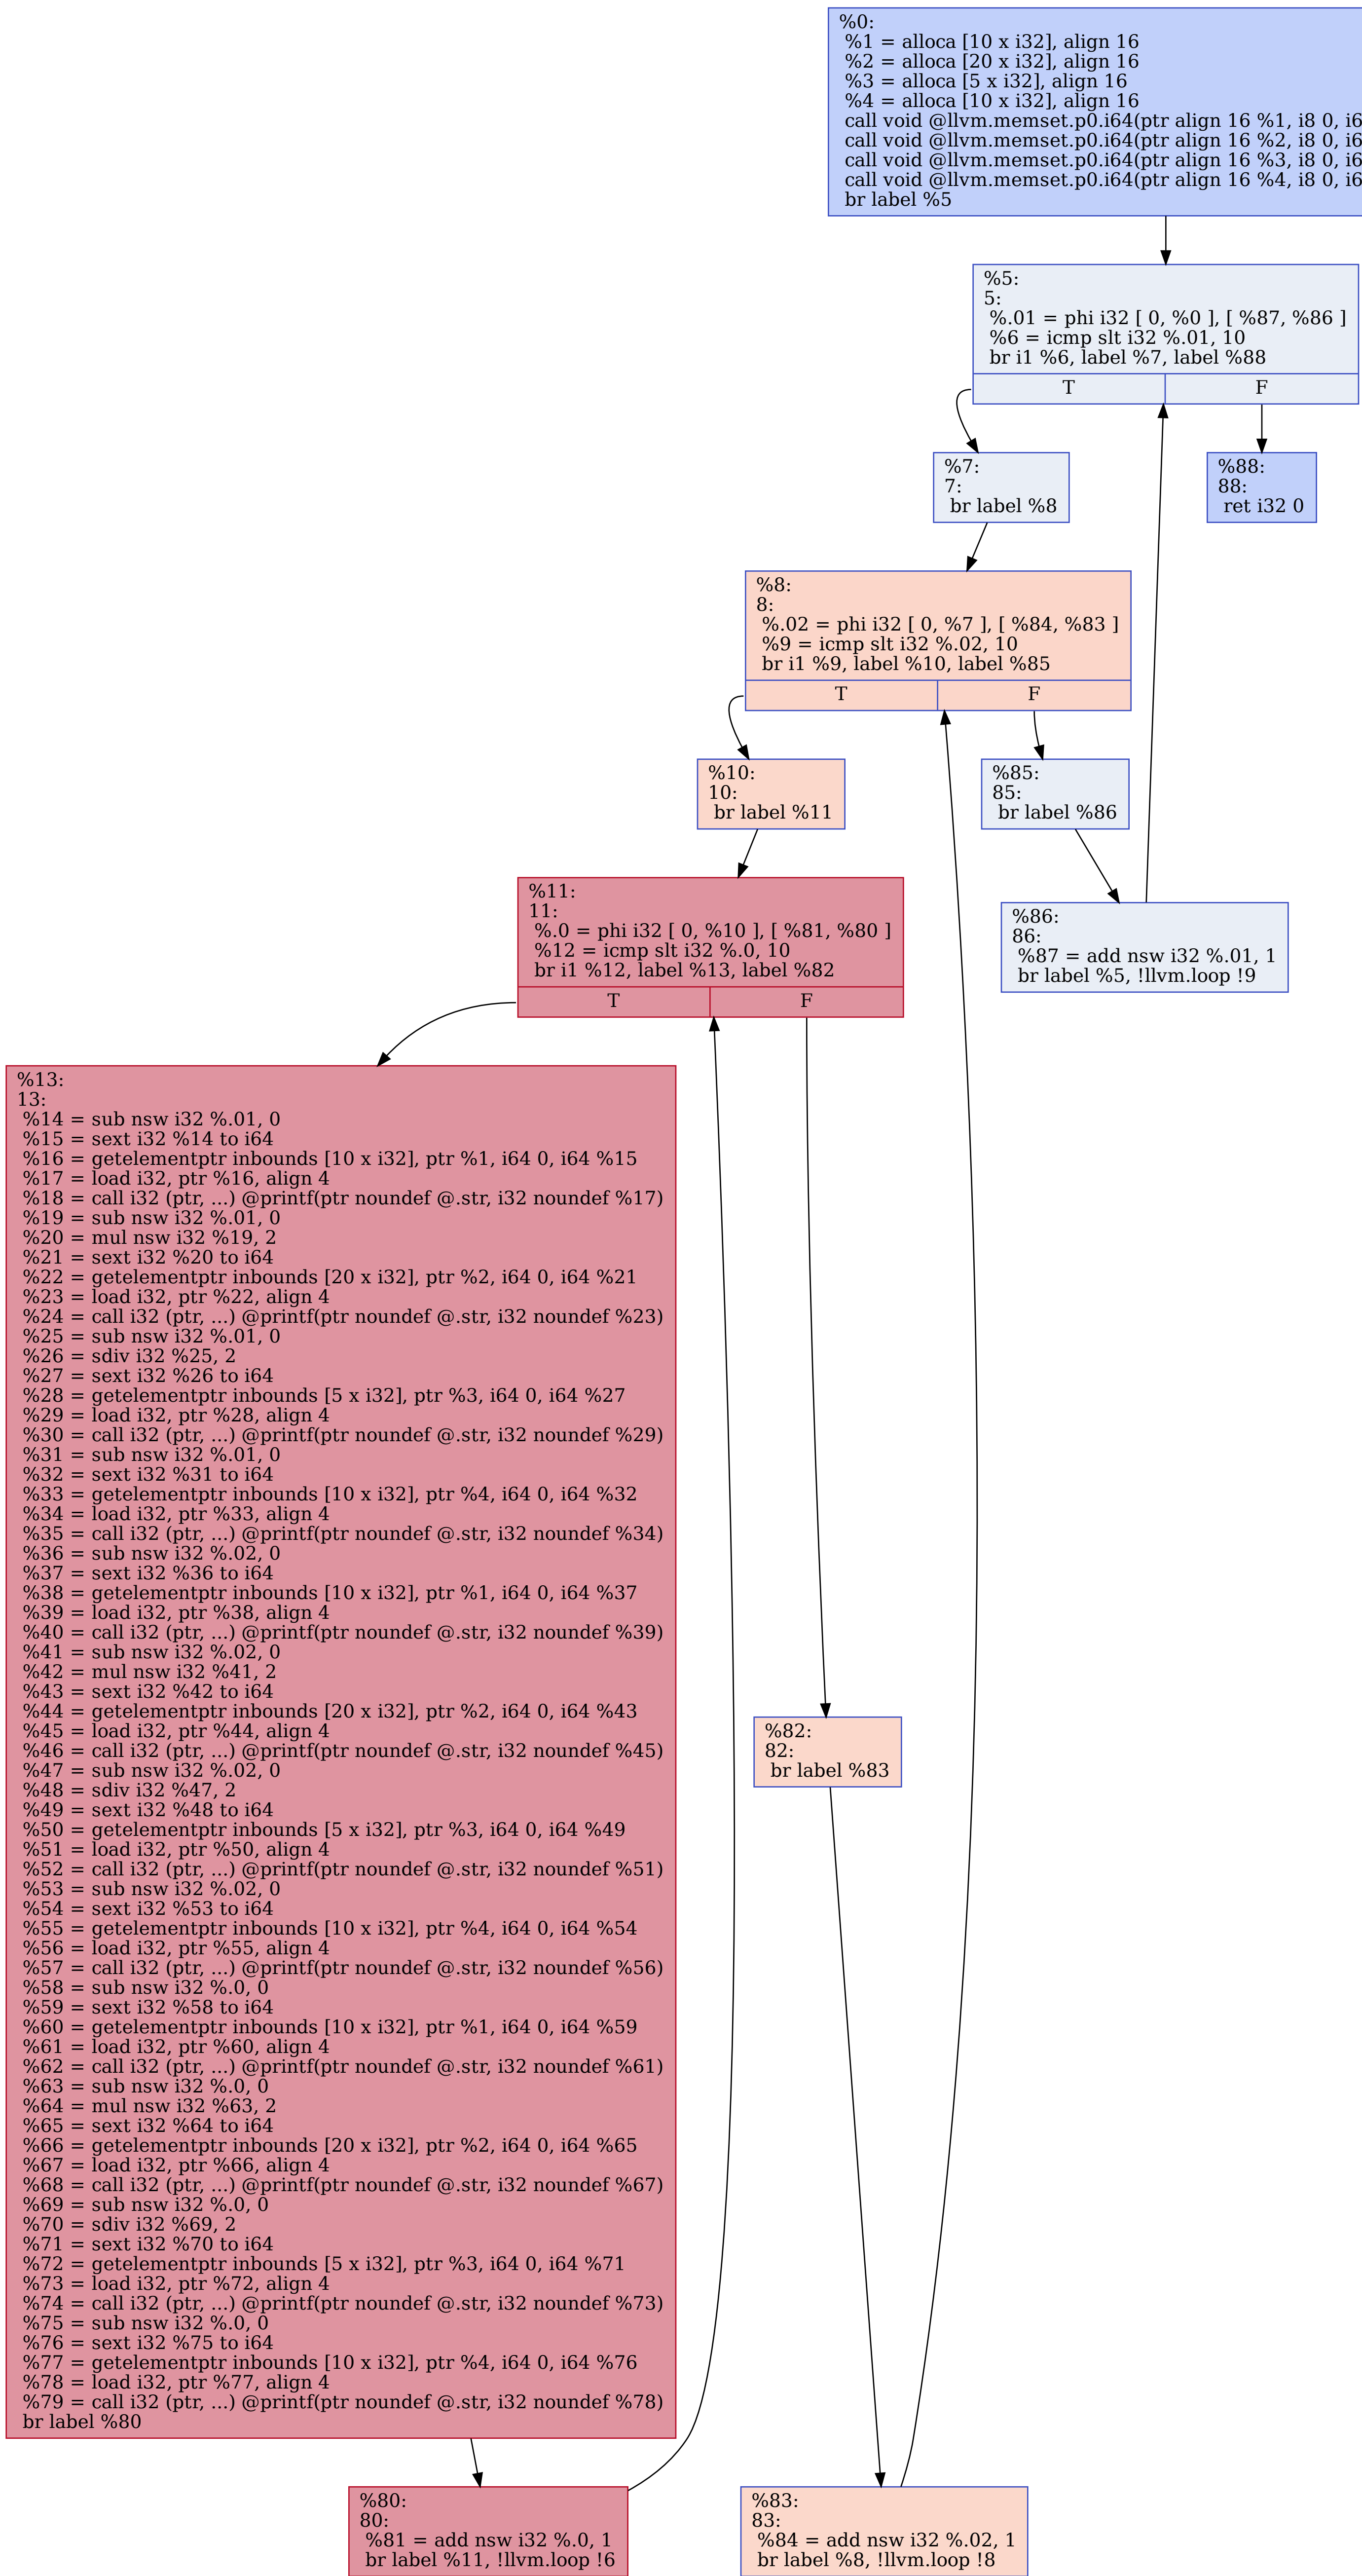 %0:
%1 = alloca [10 x i32], align 16
%2 = alloca [20 x i32], align 16
%3 = alloca [5 x i32], align 16
%4 = alloca [10 x i32], align 16
call void @llvm.memset.p0.i64(ptr align 16 %1, i8 0, i6
call void @llvm.memset.p0.i64(ptr align 16 %2, i8 0, i6
call void @llvm.memset.p0.i64(ptr align 16 %3, i8 0, i6
call void @llvm.memset.p0.i64(ptr align 16 %4, i8 0, i6
br label %5
%5:
5:
%.01 = phi i32 [ 0, %0 ], [ %87, %86 ]
%6 = icmp slt i32 %.01, 10
br i1 %6, label %7, label %88
T F
%7:
7:
br label %8
%88:
88:
ret i32 0
%8:
8:
%.02 = phi i32 [ 0, %7 ], [ %84, %83 ]
%9 = icmp slt i32 %.02, 10
br i1 %9, label %10, label %85
T F
%10:
10:
br label %11
%85:
85:
br label %86
%11:
11:
%.0 = phi i32 [ 0, %10 ], [ %81, %80 ]
%12 = icmp slt i32 %.0, 10
br i1 %12, label %13, label %82
T F
%86:
86:
%87 = add nsw i32 %.01, 1
br label %5, !llvm.loop !9
%13:
13:
%14 = sub nsw i32 %.01, 0
%15 = sext i32 %14 to i64
%16 = getelementptr inbounds [10 x i32], ptr %1, i64 0, i64 %15
%17 = load i32, ptr %16, align 4
%18 = call i32 (ptr, ...) @printf(ptr noundef @.str, i32 noundef %17)
%19 = sub nsw i32 %.01, 0
%20 = mul nsw i32 %19, 2
%21 = sext i32 %20 to i64
%22 = getelementptr inbounds [20 x i32], ptr %2, i64 0, i64 %21
%23 = load i32, ptr %22, align 4
%24 = call i32 (ptr, ...) @printf(ptr noundef @.str, i32 noundef %23)
%25 = sub nsw i32 %.01, 0
%26 = sdiv i32 %25, 2
%27 = sext i32 %26 to i64
%28 = getelementptr inbounds [5 x i32], ptr %3, i64 0, i64 %27
%29 = load i32, ptr %28, align 4
%30 = call i32 (ptr, ...) @printf(ptr noundef @.str, i32 noundef %29)
%31 = sub nsw i32 %.01, 0
%32 = sext i32 %31 to i64
%33 = getelementptr inbounds [10 x i32], ptr %4, i64 0, i64 %32
%34 = load i32, ptr %33, align 4
%35 = call i32 (ptr, ...) @printf(ptr noundef @.str, i32 noundef %34)
%36 = sub nsw i32 %.02, 0
%37 = sext i32 %36 to i64
%38 = getelementptr inbounds [10 x i32], ptr %1, i64 0, i64 %37
%39 = load i32, ptr %38, align 4
%40 = call i32 (ptr, ...) @printf(ptr noundef @.str, i32 noundef %39)
%41 = sub nsw i32 %.02, 0
%42 = mul nsw i32 %41, 2
%43 = sext i32 %42 to i64
%44 = getelementptr inbounds [20 x i32], ptr %2, i64 0, i64 %43
%45 = load i32, ptr %44, align 4
%46 = call i32 (ptr, ...) @printf(ptr noundef @.str, i32 noundef %45)
%47 = sub nsw i32 %.02, 0
%48 = sdiv i32 %47, 2
%49 = sext i32 %48 to i64
%50 = getelementptr inbounds [5 x i32], ptr %3, i64 0, i64 %49
%51 = load i32, ptr %50, align 4
%52 = call i32 (ptr, ...) @printf(ptr noundef @.str, i32 noundef %51)
%53 = sub nsw i32 %.02, 0
%54 = sext i32 %53 to i64
%55 = getelementptr inbounds [10 x i32], ptr %4, i64 0, i64 %54
%56 = load i32, ptr %55, align 4
%57 = call i32 (ptr, ...) @printf(ptr noundef @.str, i32 noundef %56)
%58 = sub nsw i32 %.0, 0
%59 = sext i32 %58 to i64
%60 = getelementptr inbounds [10 x i32], ptr %1, i64 0, i64 %59
%61 = load i32, ptr %60, align 4
%62 = call i32 (ptr, ...) @printf(ptr noundef @.str, i32 noundef %61)
%63 = sub nsw i32 %.0, 0
%64 = mul nsw i32 %63, 2
%65 = sext i32 %64 to i64
%66 = getelementptr inbounds [20 x i32], ptr %2, i64 0, i64 %65
%67 = load i32, ptr %66, align 4
%68 = call i32 (ptr, ...) @printf(ptr noundef @.str, i32 noundef %67)
%69 = sub nsw i32 %.0, 0
%70 = sdiv i32 %69, 2
%71 = sext i32 %70 to i64
%72 = getelementptr inbounds [5 x i32], ptr %3, i64 0, i64 %71
%73 = load i32, ptr %72, align 4
%74 = call i32 (ptr, ...) @printf(ptr noundef @.str, i32 noundef %73)
%75 = sub nsw i32 %.0, 0
%76 = sext i32 %75 to i64
%77 = getelementptr inbounds [10 x i32], ptr %4, i64 0, i64 %76
%78 = load i32, ptr %77, align 4
%79 = call i32 (ptr, ...) @printf(ptr noundef @.str, i32 noundef %78)
br label %80
%82:
82:
br label %83
%80:
80:
%81 = add nsw i32 %.0, 1
br label %11, !llvm.loop !6
%83:
83:
%84 = add nsw i32 %.02, 1
br label %8, !llvm.loop !8